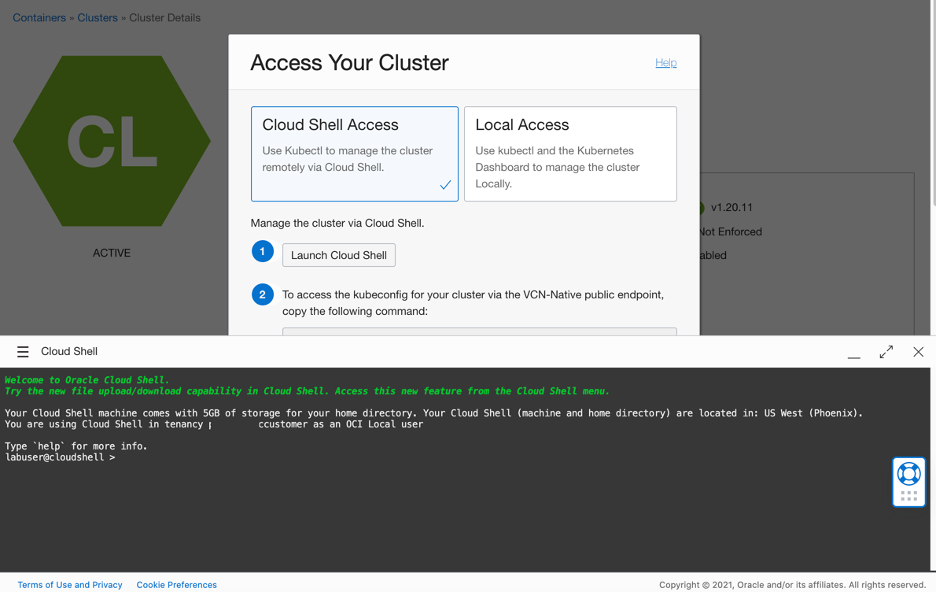 Containers » Clusters » Cluster Details
CL
ACTIVE
Access Your Cluster
Help
Cloud Shell Access
Use Kubectl to manage the cluster
remotely via Cloud Shell.
Local Access
Use kubectl and the Kubernetes
Dashboard to manage the cluster
Locally.
Manage the cluster via Cloud Shell.
1
Launch Cloud Shell
2
To access the kubeconfig for your cluster via the VCN-Native public endpoint,
copy the following command:
v1.20.11
Not Enforced
Cloud Shell
Welcome to Oracle Cloud Shell.
Try the new file upload/download capability in Cloud Shell. Access this new feature from the Cloud Shell menu.
Your Cloud Shell machine comes with 5GB of storage for your home directory. Your Cloud Shell (machine and home directory) are located in: US West (Phoenix).
You are using Cloud Shell in tenancy ccustomer as an OCI Local user
Type `help` for more info.
labuser@cloudshell >
Terms of Use and Privacy Cookie Preferences
Copyright © 2021, Oracle and/or its affiliates. All rights reserved.